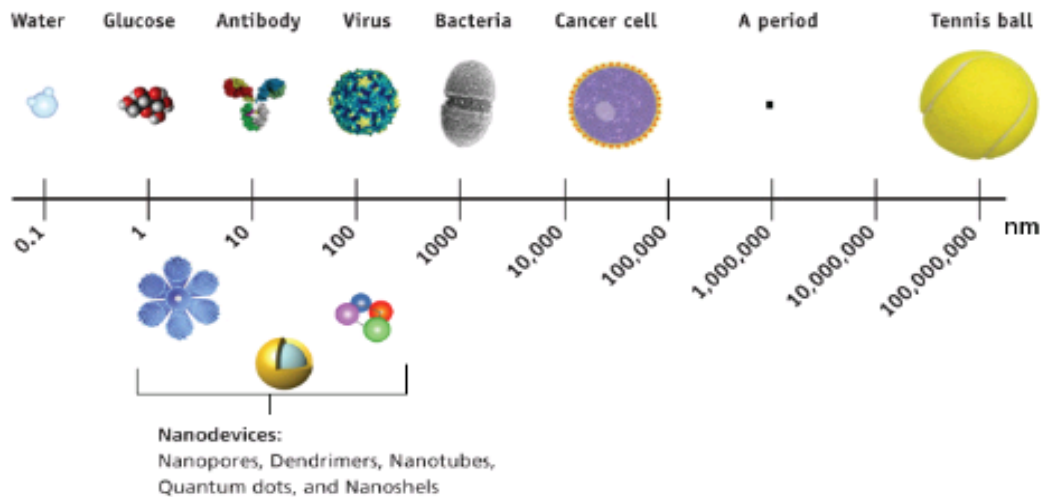 Water Glucose Antibody Virus Bacteria Cancer cell A period Tennis ball
0.1 1 10 100 1000 10,000 100,000 1,000,000 10,000,000 100,000,000 nm
Nanodevices:
Nanopores, Dendrimers, Nanotubes,
Quantum dots, and Nanoshels